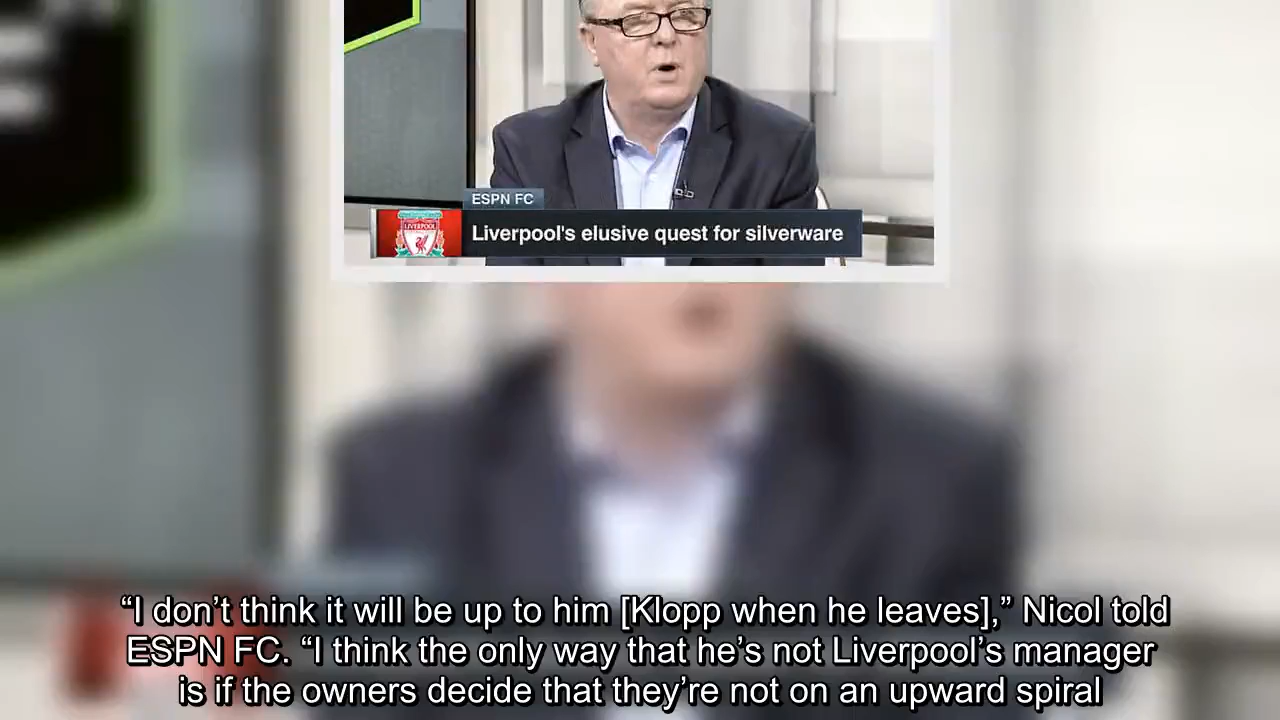 ESPN FC
LIVERPOOL
Liverpool's elusive quest for silverware
“I don’t think it will be up to him [Klopp when he leaves],” Nicol told
ESPN FC. “I think the only way that he’s not Liverpool’s manager
is if the owners decide that they’re not on an upward spiral